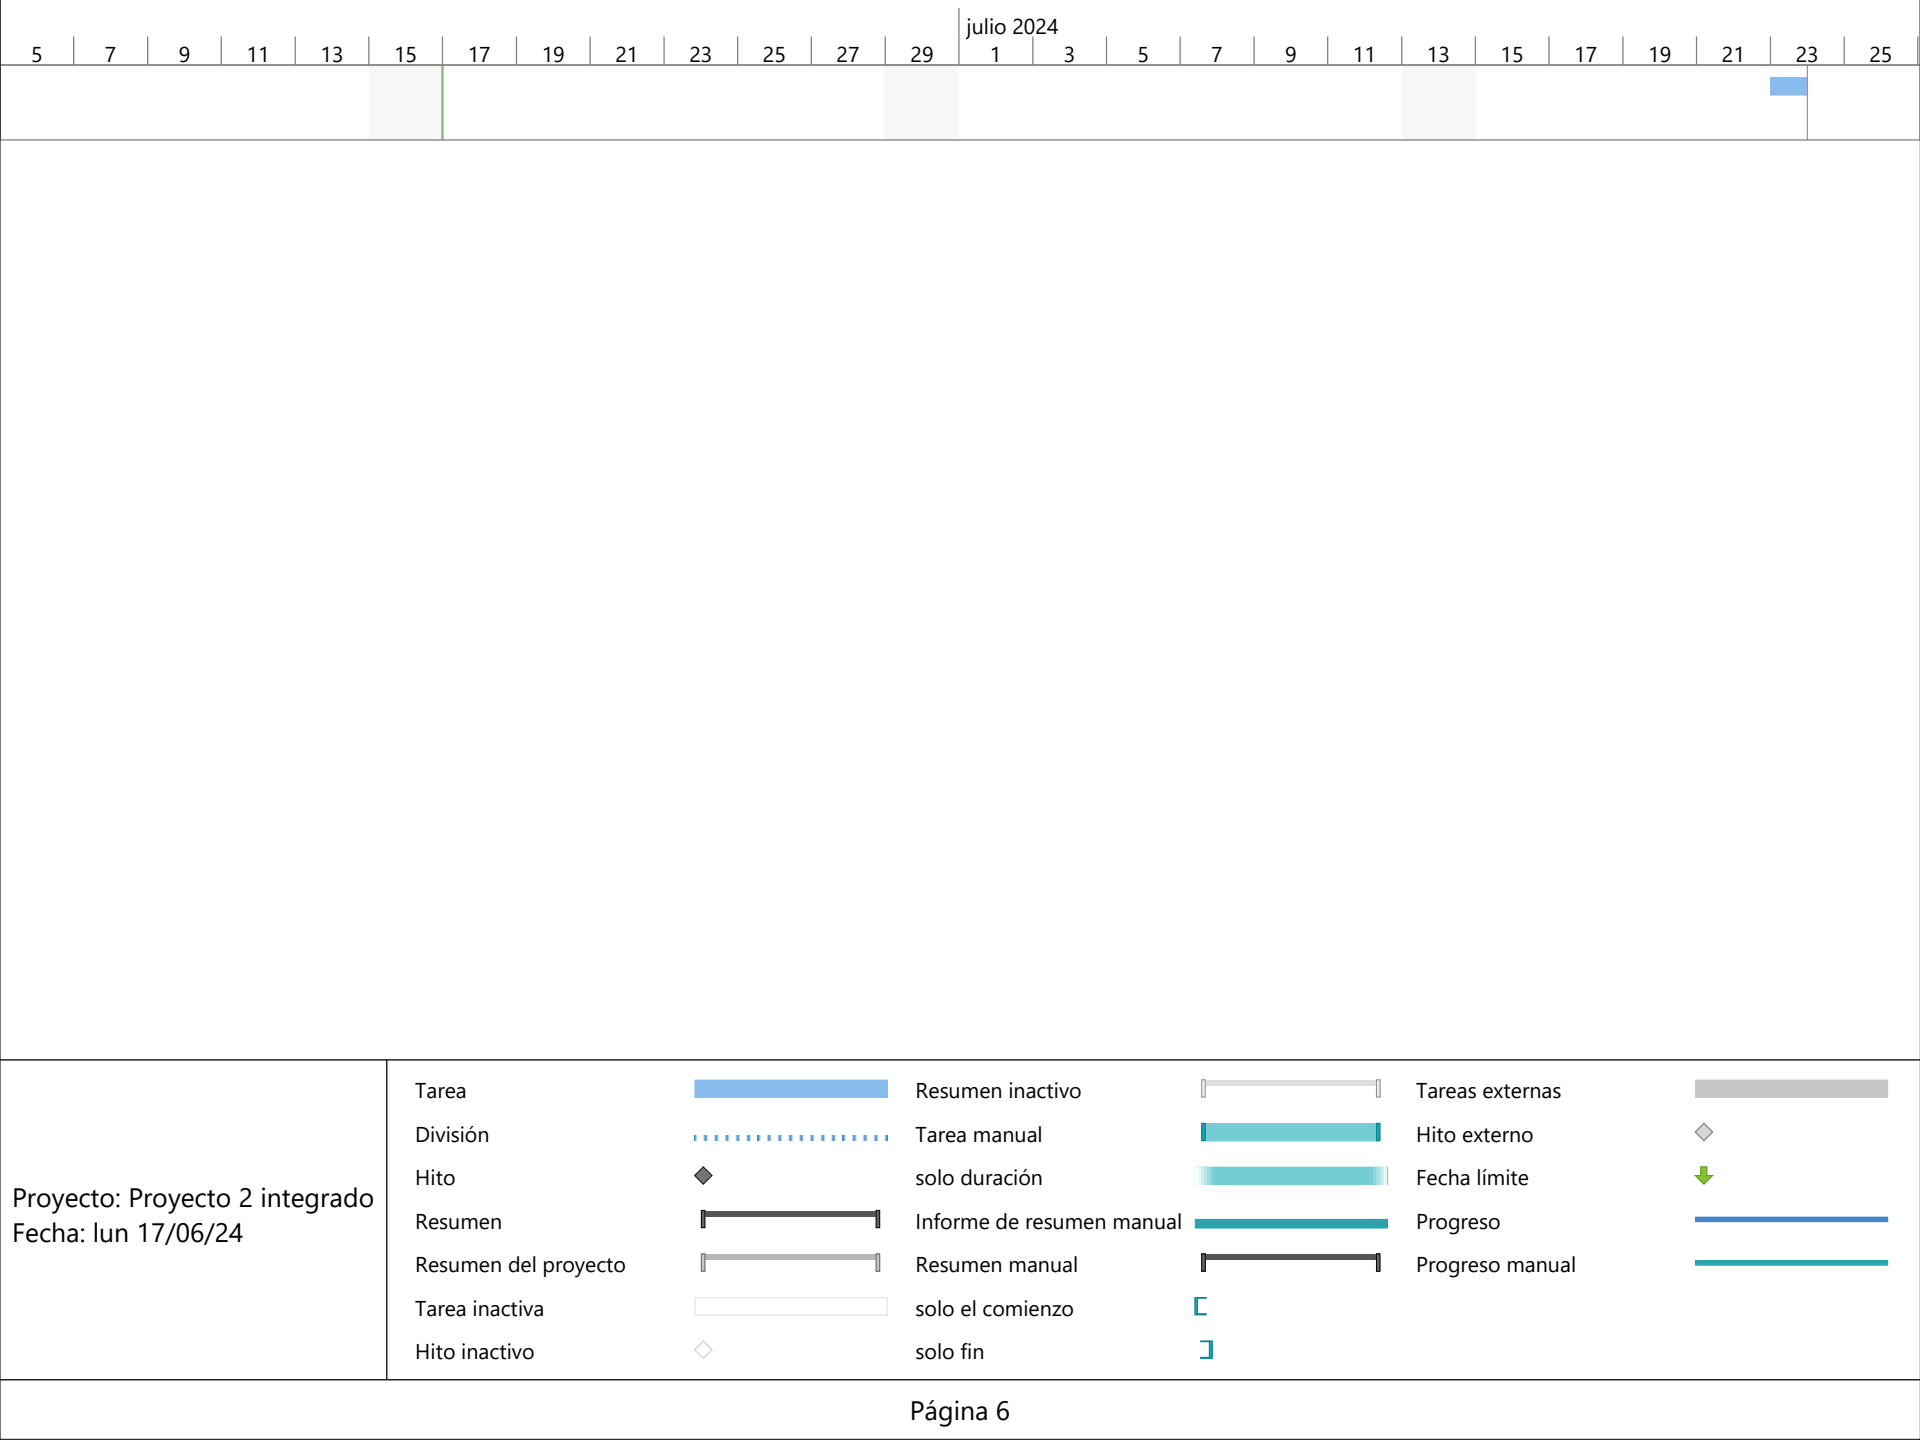 julio 2024
5 7 9 11 13 15 17 19 21 23 25 27 29 1 3 5 7 9 11 13 15 17 19 21 23 25
Proyecto: Proyecto 2 integrado
Fecha: lun 17/06/24
Tarea
División
Hito
Resumen
Resumen del proyecto
Tarea inactiva
Hito inactivo
Resumen inactivo
Tarea manual
solo duración
Informe de resumen manual
Resumen manual
solo el comienzo
solo fin
Tareas externas
Hito externo
Fecha límite
Progreso
Progreso manual
Página 6